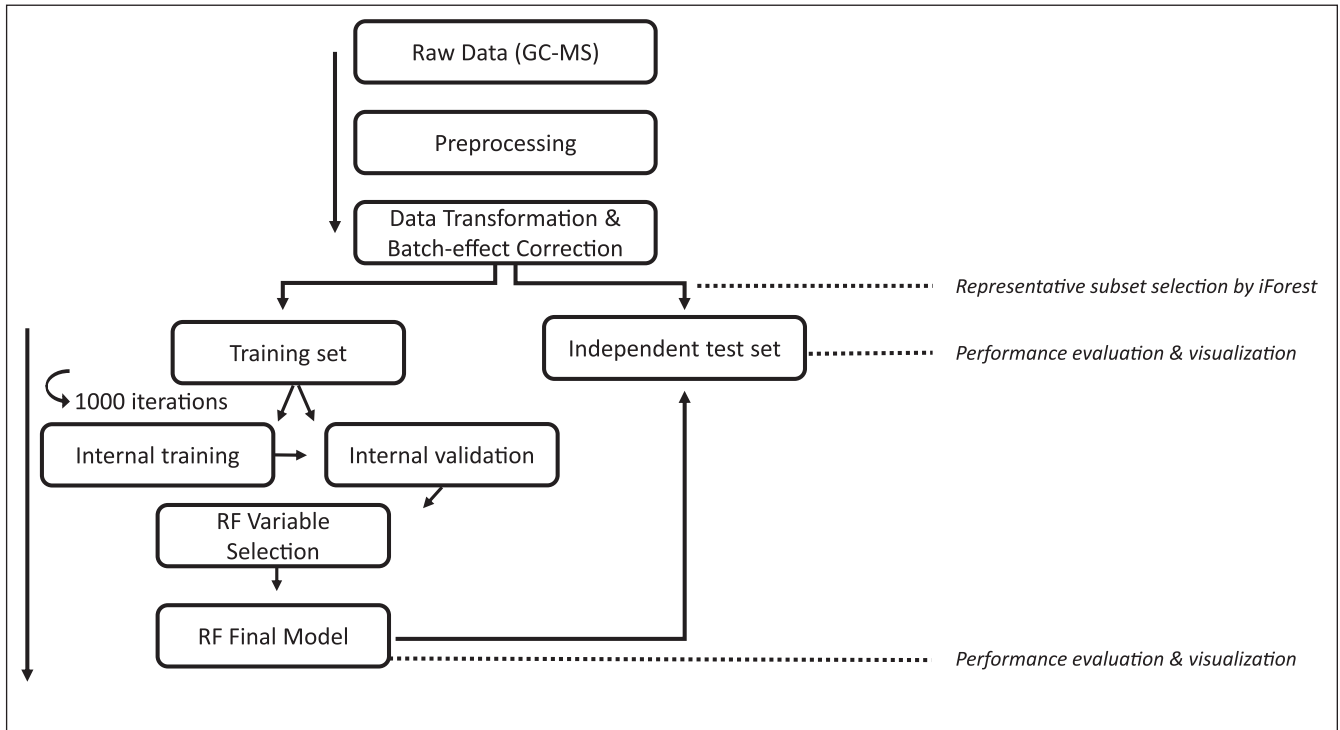 Raw Data (GC-MS)
Preprocessing
Data Transformation &
Batch-effect Correction
Representative subset selection by iForest
Training set
Independent test set
Performance evaluation & visualization
1000 iterations
Internal training
Internal validation
RF Variable
Selection
RF Final Model
Performance evaluation & visualization